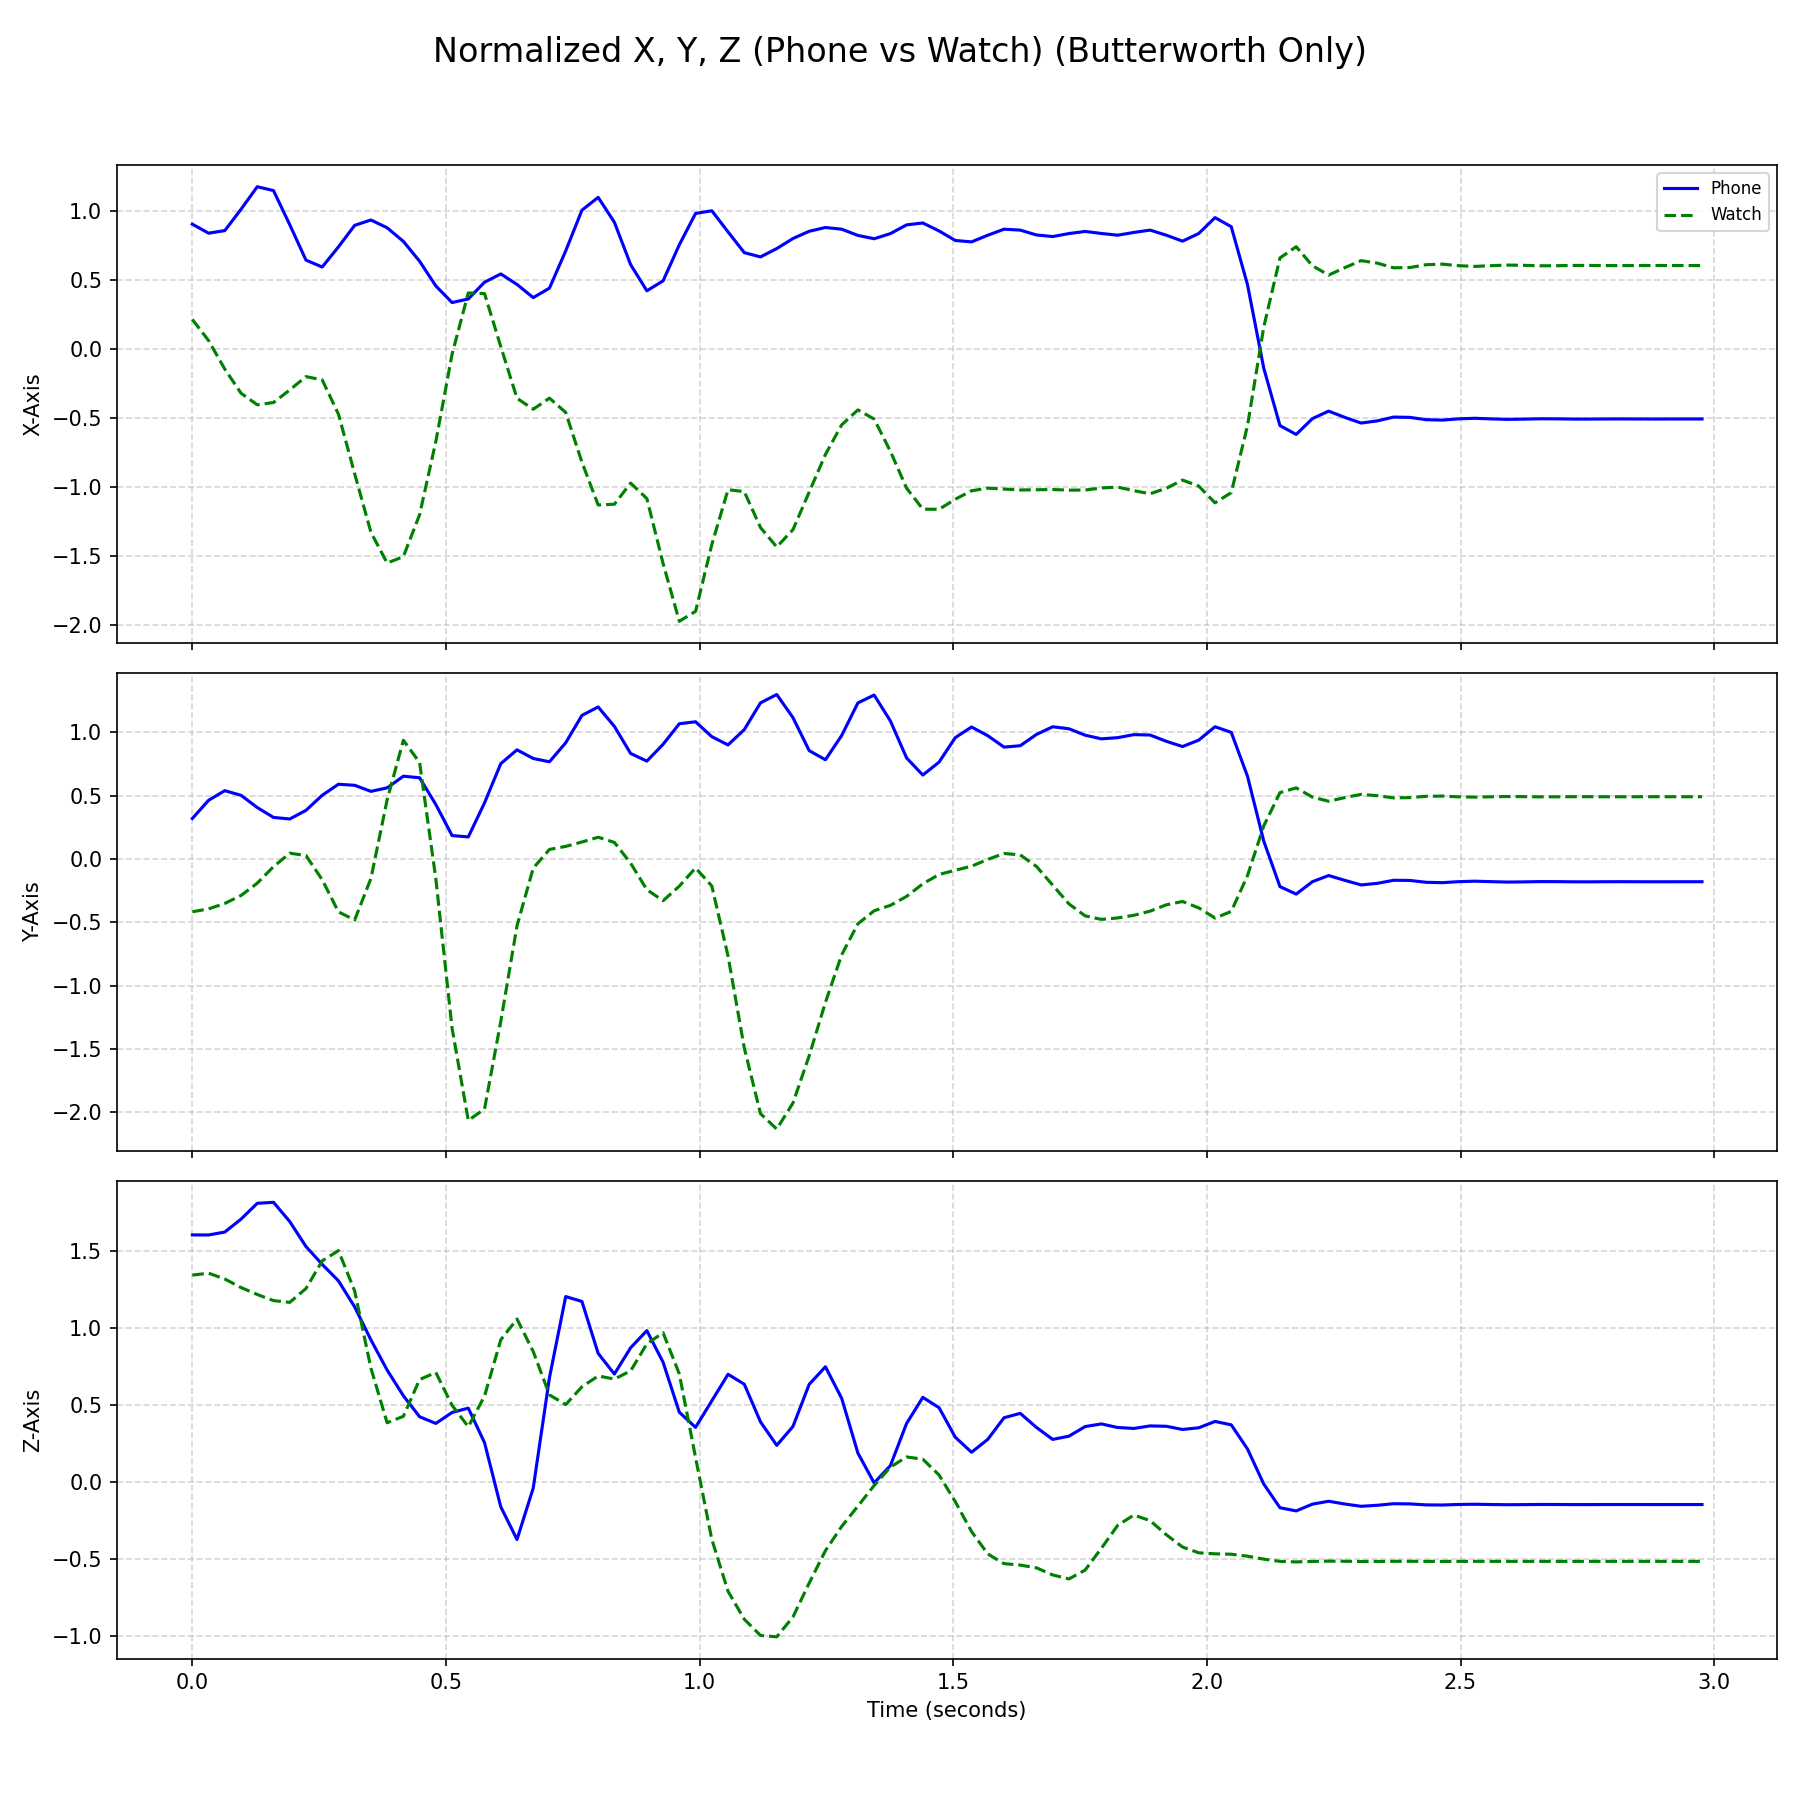 Normalized X, Y, Z (Phone vs Watch) (Butterworth Only)
Phone
Watch
X-Axis
1.0
0.5
0.0
−0.5
−1.0
−1.5
−2.0
Y-Axis
1.0
0.5
0.0
−0.5
−1.0
−1.5
−2.0
Z-Axis
1.5
1.0
0.5
0.0
−0.5
−1.0
0.0 0.5 1.0 1.5 2.0 2.5 3.0
Time (seconds)